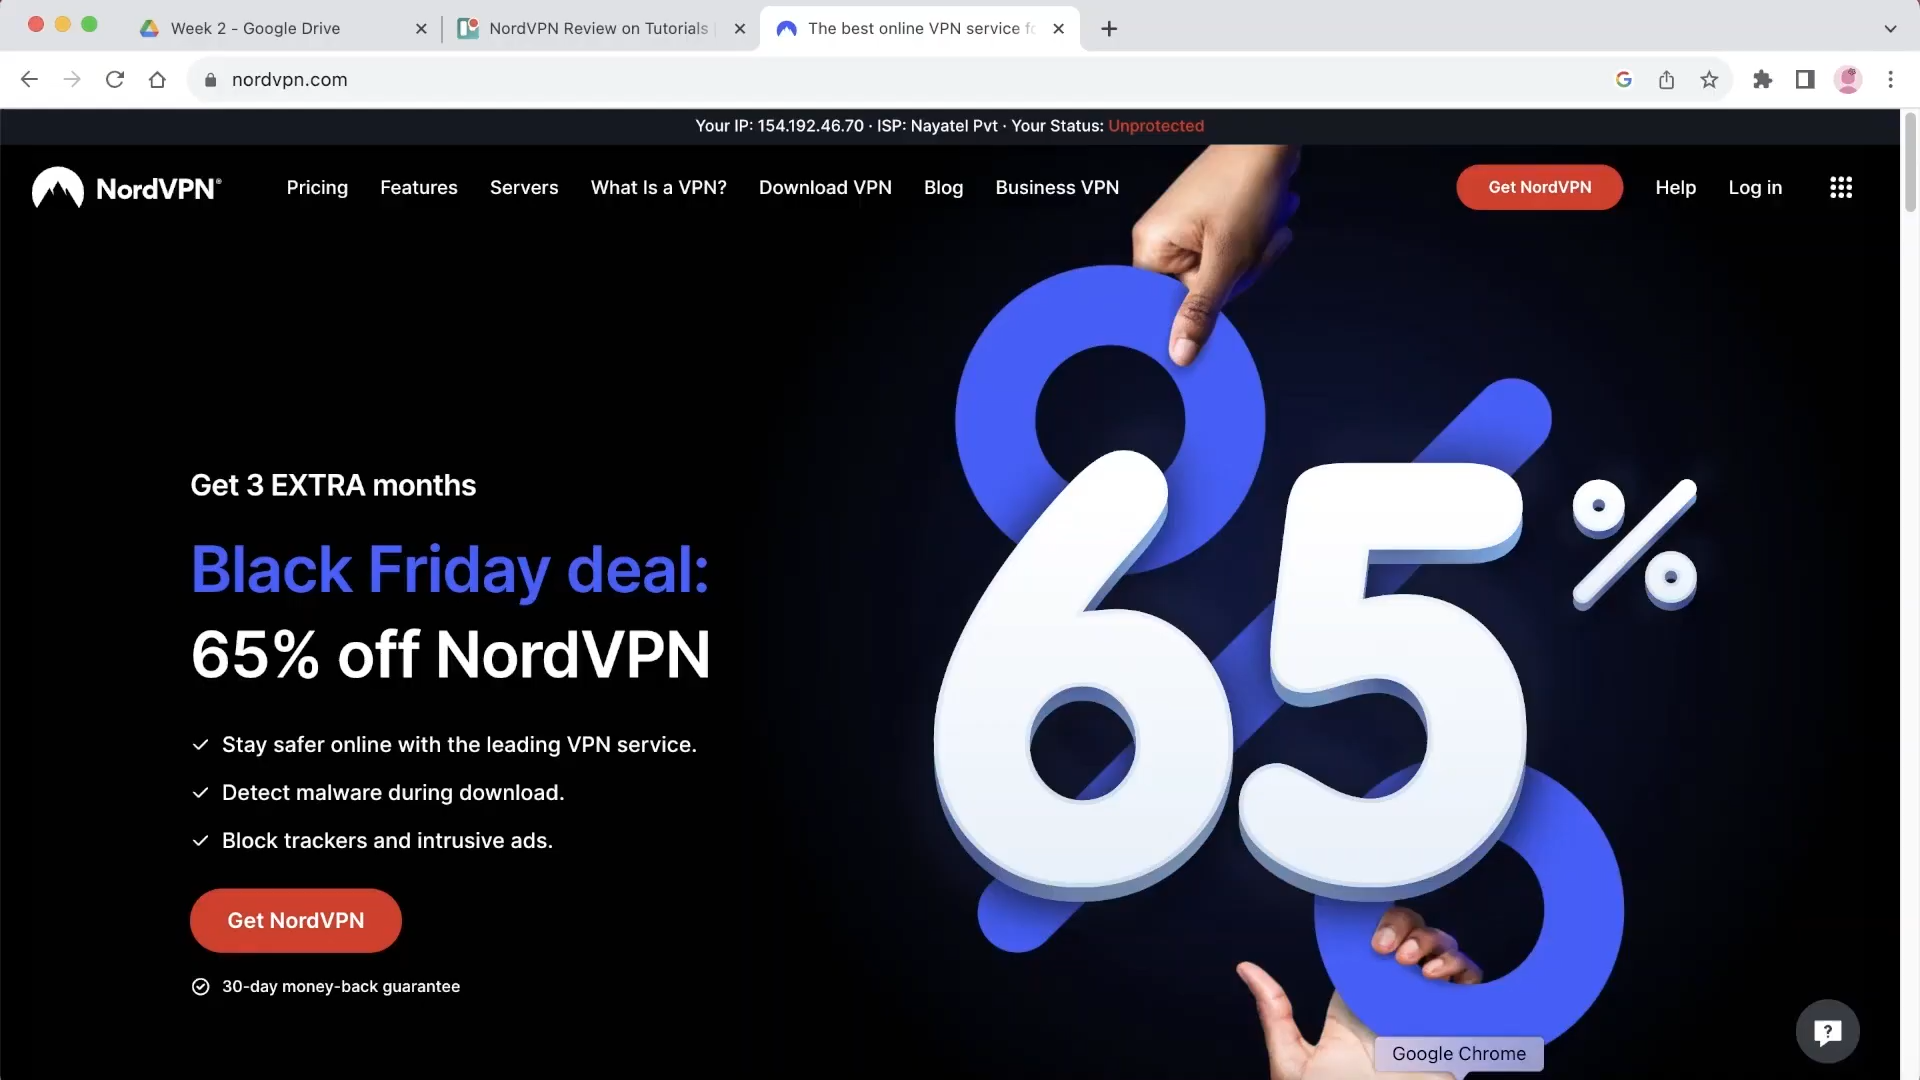 Week 2 - Google Drive
NordVPN Review on Tutorials
The best online VPN service fo
nordvpn.com
Your IP: 154.192.46.70 · ISP: Nayatel Pvt · Your Status: Unprotected
NordVPN®
Pricing
Features
Servers
What Is a VPN?
Download VPN
Blog
Business VPN
Get NordVPN
Help
Log in
Get 3 EXTRA months
Black Friday deal:
65% off NordVPN
Stay safer online with the leading VPN service.
Detect malware during download.
Block trackers and intrusive ads.
Get NordVPN
30-day money-back guarantee
65%
Google Chrome